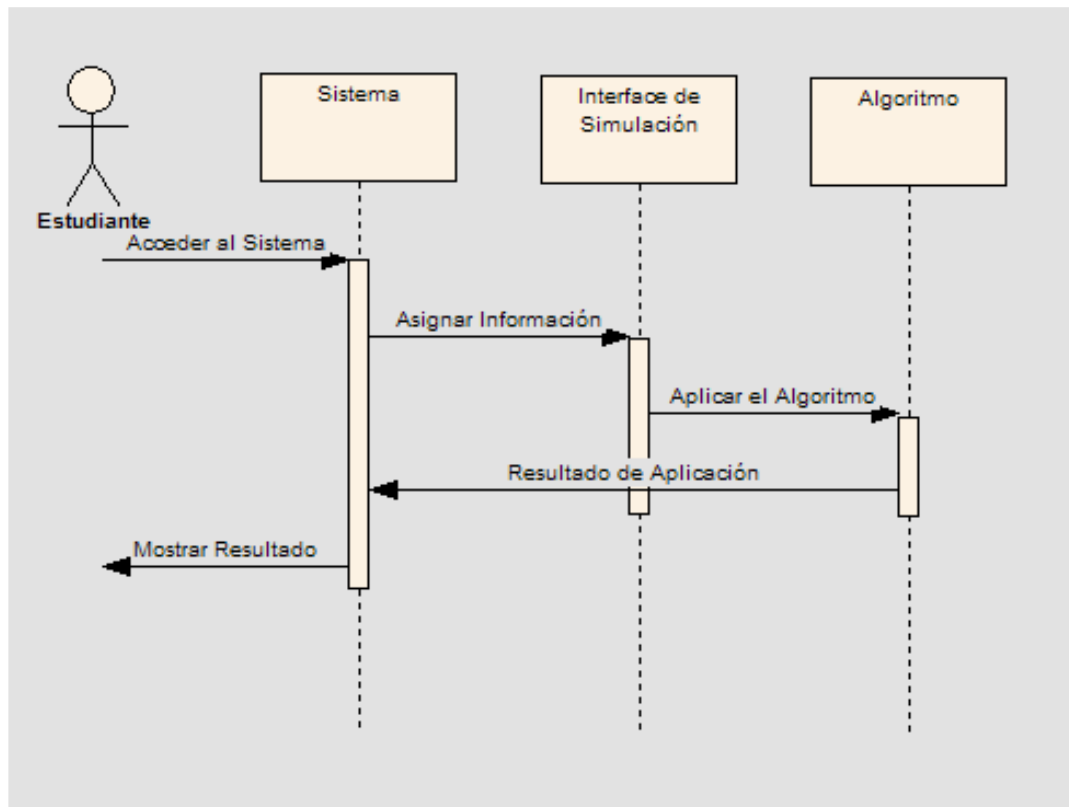 Sistema
Interface de
Simulación
Algoritmo
Estudiante
Acceder al Sistema
Asignar Información
Aplicar el Algoritmo
Resultado de Aplicación
Mostrar Resultado